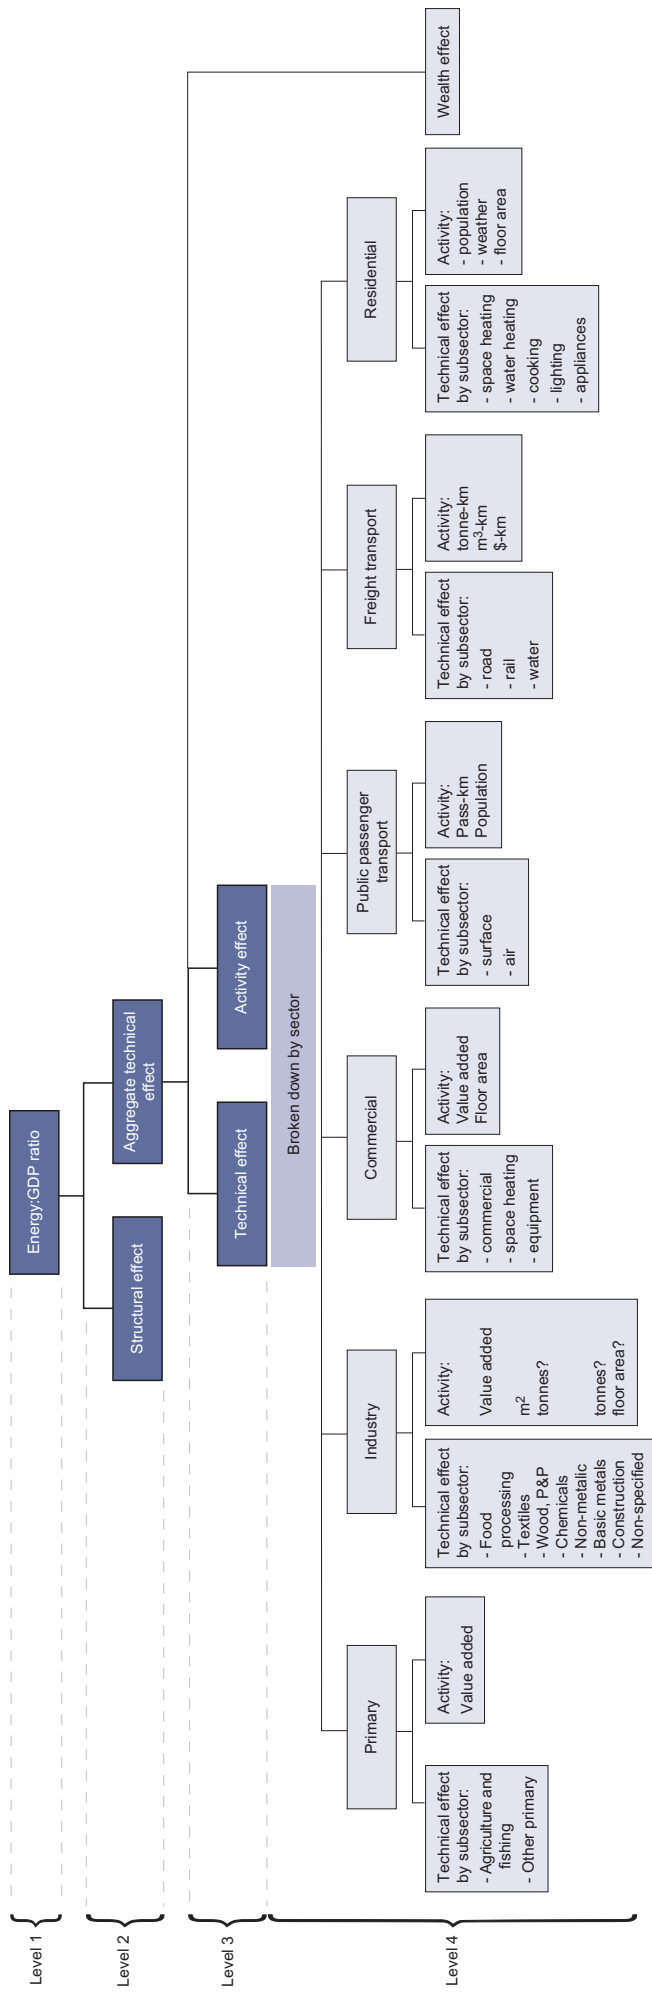 Level 1
Energy:GDP ratio
Level 2
Structural effect
Aggregate technical
effect
Level 3
Technical effect
Activity effect
Broken down by sector
Level 4
Primary
Technical effect
by subsector:
- Agriculture and
fishing
- Other primary
Activity:
Value added
Industry
Technical effect
by subsector:
- Food
processing
- Textiles
- Wood, P&P
- Chemicals
- Non-metalic
- Basic metals
- Construction
- Non-specified
Activity:
Value added
m²
tonnes?
tonnes?
floor area?
Commercial
Technical effect
by subsector:
- commercial
- space heating
- equipment
Activity:
Value added
Floor area
Public passenger
transport
Technical effect
by subsector:
- surface
- air
Activity:
Pass-km
Population
Freight transport
Technical effect
by subsector:
- road
- rail
- water
Activity:
tonne-km
m³-km
$-km
Residential
Technical effect
by subsector:
- space heating
- water heating
- cooking
- lighting
- appliances
Activity:
- population
- weather
- floor area
Wealth effect